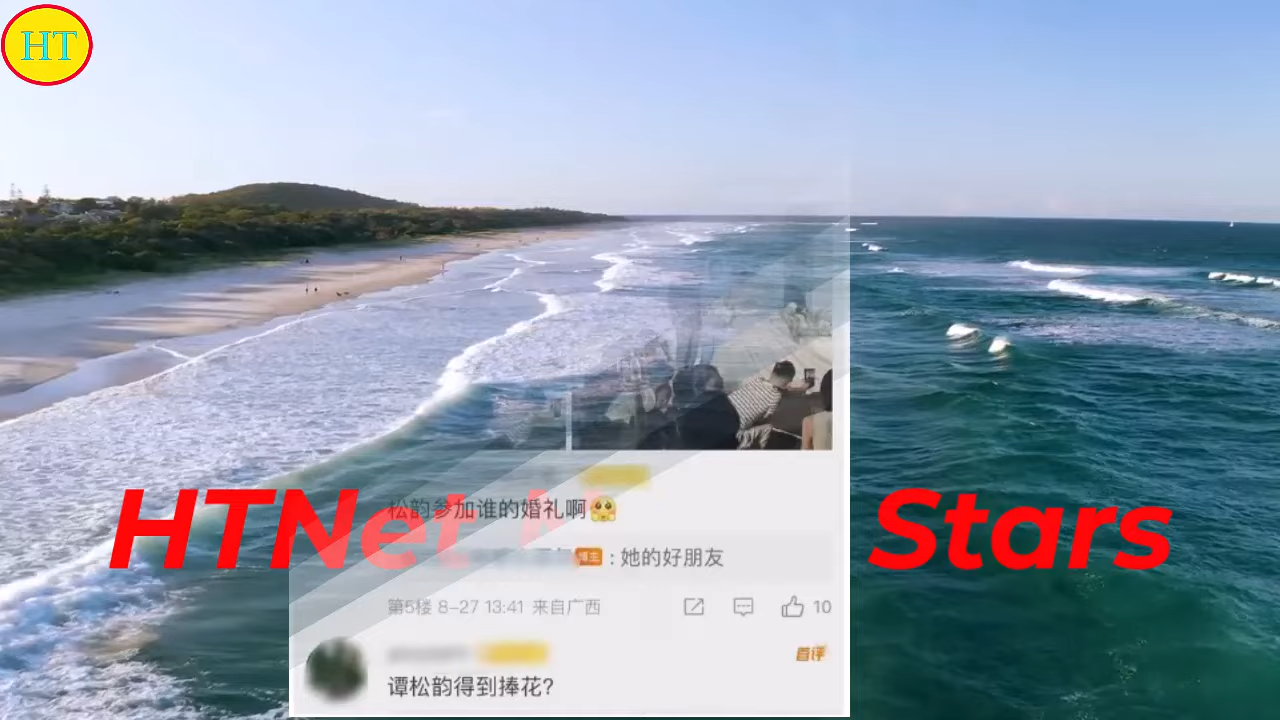 HT
HTNet
Stars
松韵参加谁的婚礼啊
博主:她的好朋友
第5楼 8-27 13:41 来自广西
10
首评
谭松韵得到捧花?